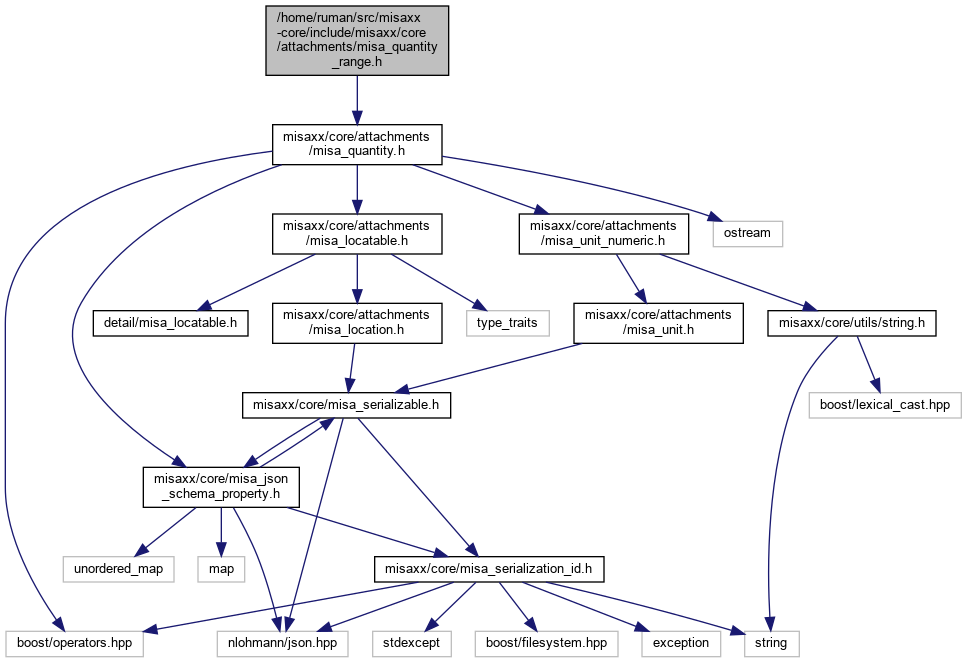 /home/ruman/src/misaxx
-core/include/misaxx/core
/attachments/misa_quantity
_range.h
misaxx/core/attachments
/misa_quantity.h
misaxx/core/attachments
/misa_locatable.h
misaxx/core/attachments
/misa_unit_numeric.h
ostream
detail/misa_locatable.h
misaxx/core/attachments
/misa_location.h
type_traits
misaxx/core/attachments
/misa_unit.h
misaxx/core/utils/string.h
misaxx/core/misa_serializable.h
boost/lexical_cast.hpp
misaxx/core/misa_json
_schema_property.h
unordered_map
map
misaxx/core/misa_serialization_id.h
boost/operators.hpp
nlohmann/json.hpp
stdexcept
boost/filesystem.hpp
exception
string